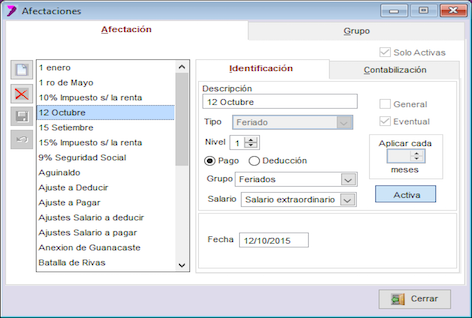 Afectaciones
Afectación
Grupo
Solo Activas
1 enero
1 ro de Mayo
10% Impuesto s/ la renta
12 Octubre
15 Setiembre
15% Impuesto s/ la renta
9% Seguridad Social
Aguinaldo
Ajuste a Deducir
Ajuste a Pagar
Ajustes Salario a deducir
Ajustes Salario a pagar
Anexion de Guanacaste
Batalla de Rivas
Identificación
Contabilización
Descripción
12 Octubre
Tipo Feriado
Nivel 1
Pago Deducción
Grupo Feriados
Salario Salario extraordinario
General
Eventual
Aplicar cada
meses
Activa
Fecha 12/10/2015
Cerrar